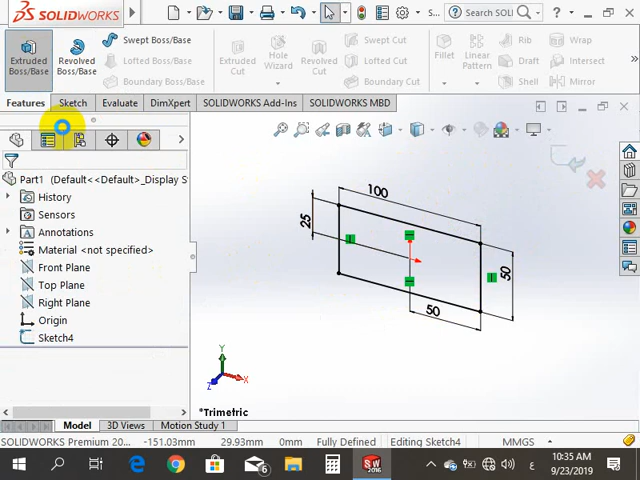 SOLIDWORKS
S...
Search SOLIDWORKS
Extruded Boss/Base
Revolved Boss/Base
Swept Boss/Base
Lofted Boss/Base
Boundary Boss/Base
Extruded Cut
Hole Wizard
Swept Cut
Lofted Cut
Boundary Cut
Fillet
Linear Pattern
Rib
Draft
Shell
Wrap
Intersect
Mirror
Features
Sketch
Evaluate
DimXpert
SOLIDWORKS Add-Ins
SOLIDWORKS MBD
Part1 (Default<<Default>_Display S
History
Sensors
Annotations
Material <not specified>
Front Plane
Top Plane
Right Plane
Origin
Sketch4
100
25
50
50
Y
Z
X
*Trimetric
Model
3D Views
Motion Study 1
SOLIDWORKS Premium 20...
-151.03mm
29.93mm
0mm
Fully Defined
Editing Sketch4
MMGS
6
SW
2016
ع
10:35 AM
9/23/2019